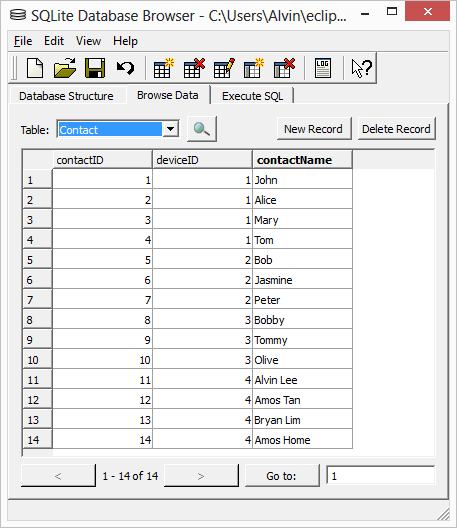 SQLite Database Browser - C:\Users\Alvin\eclip...
File Edit View Help
LOG
Database Structure Browse Data Execute SQL
Table: Contact New Record Delete Record
contactID deviceID contactName
1 1 1 John
2 2 1 Alice
3 3 1 Mary
4 4 1 Tom
5 5 2 Bob
6 6 2 Jasmine
7 7 2 Peter
8 8 3 Bobby
9 9 3 Tommy
10 10 3 Olive
11 11 4 Alvin Lee
12 12 4 Amos Tan
13 13 4 Bryan Lim
14 14 4 Amos Home
< 1 - 14 of 14 > Go to: 1